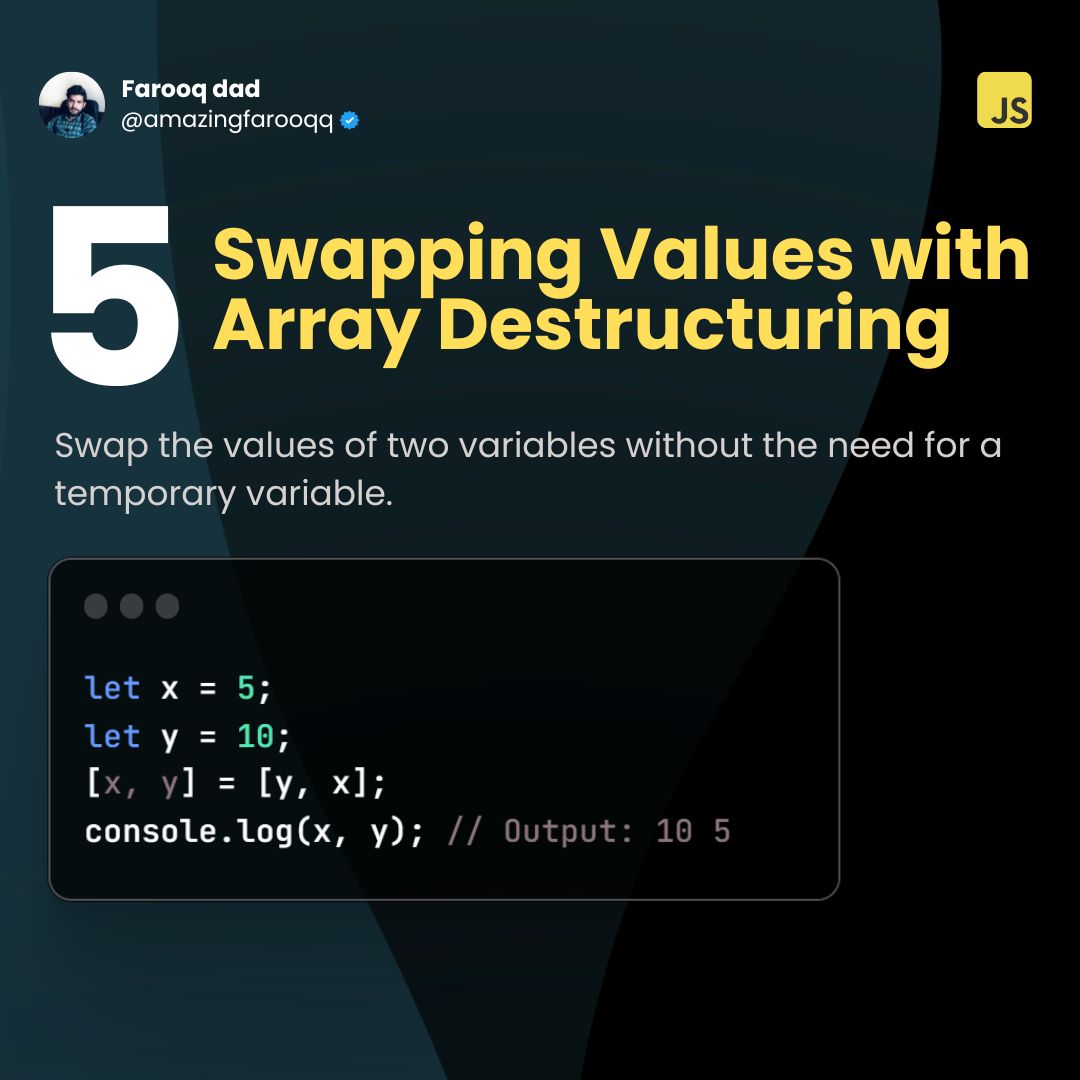 Farooq dad
@amazingfarooqq
JS
5
Swapping Values with
Array Destructuring
Swap the values of two variables without the need for a
temporary variable.
let x = 5;
let y = 10;
[x, y] = [y, x];
console.log(x, y); // Output: 10 5